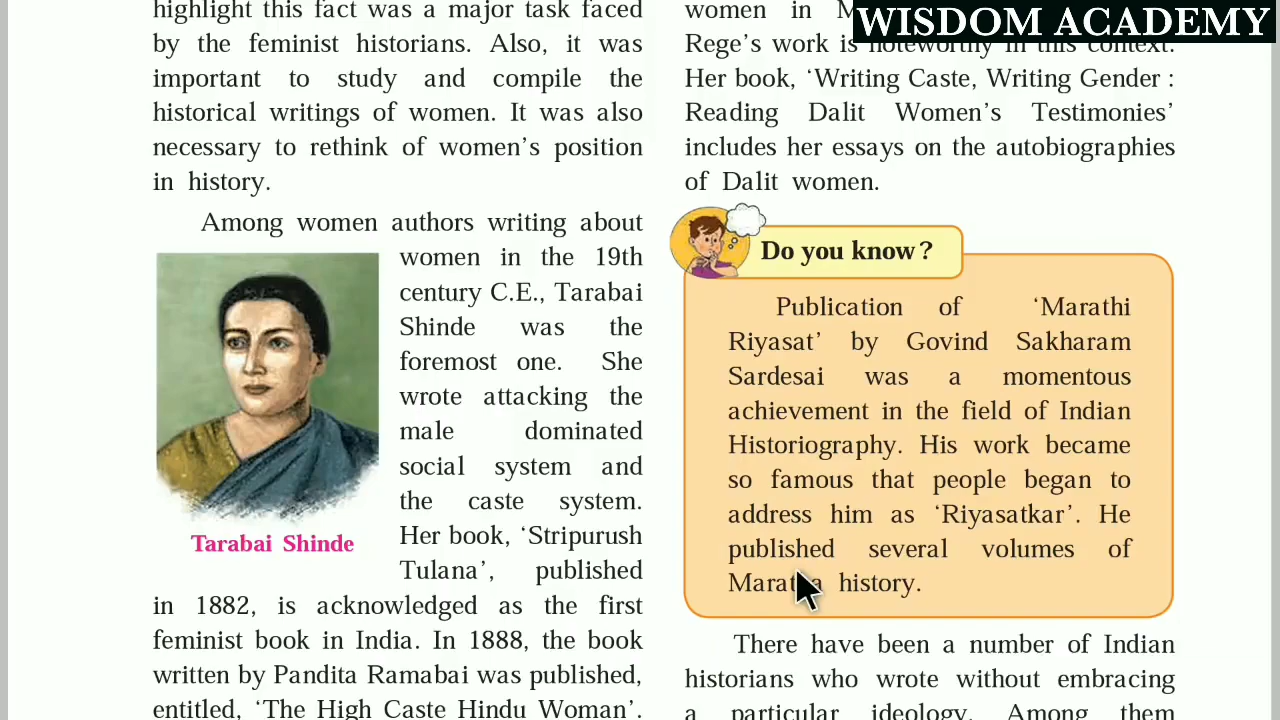 highlight this fact was a major task faced
by the feminist historians. Also, it was
important to study and compile the
historical writings of women. It was also
necessary to rethink of women's position
in history.
Among women authors writing about
women in the 19th
century C.E., Tarabai
Shinde was the
foremost one. She
wrote attacking the
male dominated
social system and
the caste system.
Her book, ‘Stripurush
Tulana’, published
Tarabai Shinde
in 1882, is acknowledged as the first
feminist book in India. In 1888, the book
written by Pandita Ramabai was published,
entitled, ‘The High Caste Hindu Woman’.
WISDOM ACADEMY
women in
Rege’s work is noteworthy in this context.
Her book, ‘Writing Caste, Writing Gender :
Reading Dalit Women’s Testimonies’
includes her essays on the autobiographies
of Dalit women.
Do you know?
Publication of ‘Marathi
Riyasat’ by Govind Sakharam
Sardesai was a momentous
achievement in the field of Indian
Historiography. His work became
so famous that people began to
address him as ‘Riyasatkar’. He
published several volumes of
Maratha history.
There have been a number of Indian
historians who wrote without embracing
a particular ideology. Among them